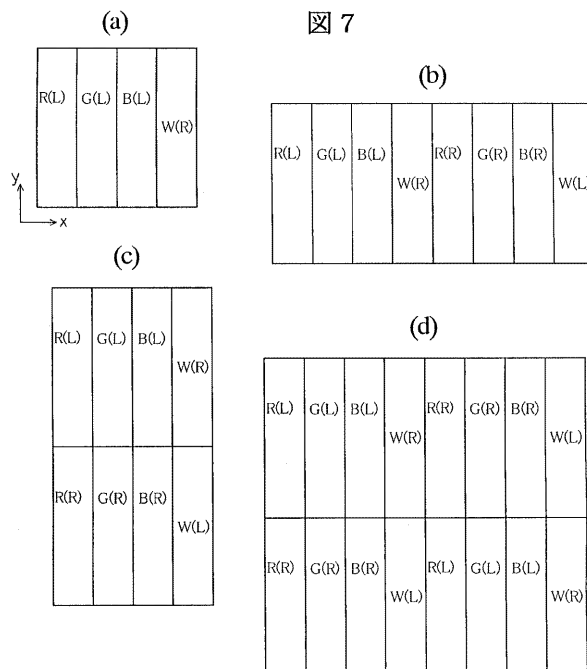 図 7
(a)
R(L) G(L) B(L) W(R)
y
x
(b)
R(L) G(L) B(L) W(R) R(R) G(R) B(R) W(L)
(c)
R(L) G(L) B(L) W(R)
R(R) G(R) B(R) W(L)
(d)
R(L) G(L) B(L) W(R) R(R) G(R) B(R) W(L)
R(R) G(R) B(R) W(L) R(L) G(L) B(L) W(R)